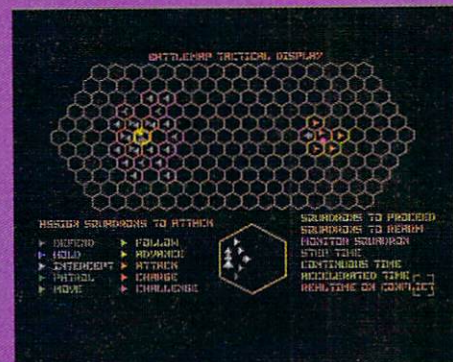 BATTLEMAP TACTICAL DISPLAY
ASSIGN SQUADRONS TO ATTACK
DEFEND
HOLD
INTERCEPT
PATROL
MOVE
FOLLOW
ADVANCE
ATTACK
CHARGE
CHALLENGE
SQUADRONS TO PROCEED
SQUADRONS TO REARM
MONITOR SQUADRON
STOP TIME
CONTINUOUS TIME
ACCELERATED TIME
REALTIME ON CONFLICT